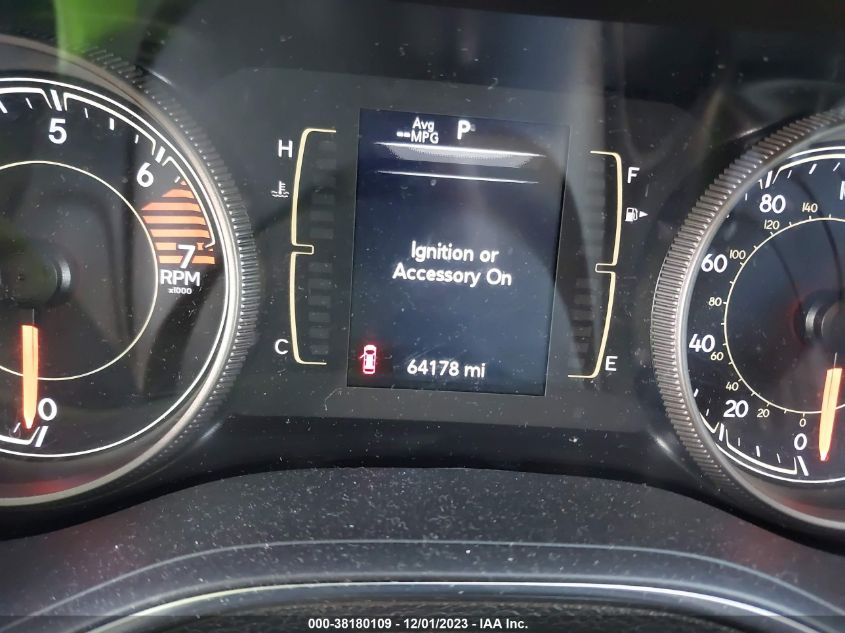 Avg
--MPG
P
H
F
Ignition or
Accessory On
C
E
64178 mi
5
6
7
RPM
x1000
0
80
60
40
20
0
140
120
100
80
60
40
20
0
000-38180109 - 12/01/2023 - IAA Inc.